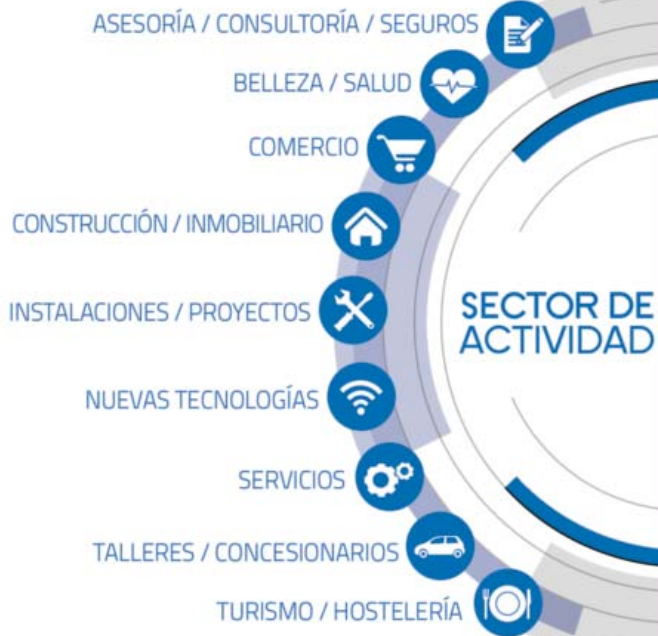 ASESORÍA / CONSULTORÍA / SEGUROS
BELLEZA / SALUD
COMERCIO
CONSTRUCCIÓN / INMOBILIARIO
INSTALACIONES / PROYECTOS
SECTOR DE
ACTIVIDAD
NUEVAS TECNOLOGÍAS
SERVICIOS
TALLERES / CONCESIONARIOS
TURISMO / HOSTELERÍA